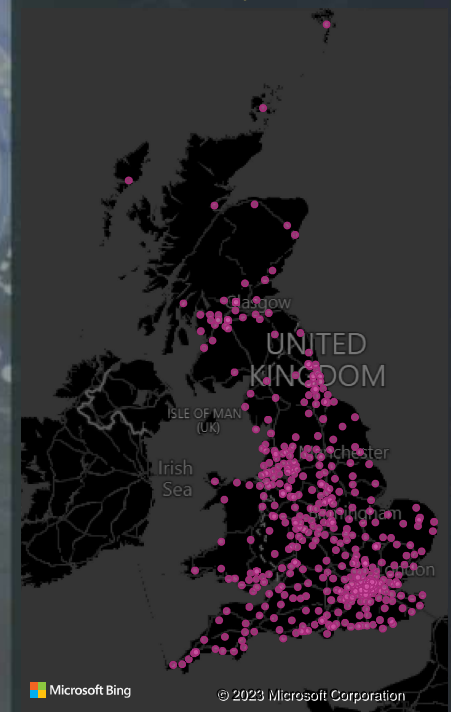 Glasgow
UNITED
KINGDOM
ISLE OF MAN
(UK)
Manchester
Irish
Sea
Birmingham
London
Microsoft Bing
© 2023 Microsoft Corporation